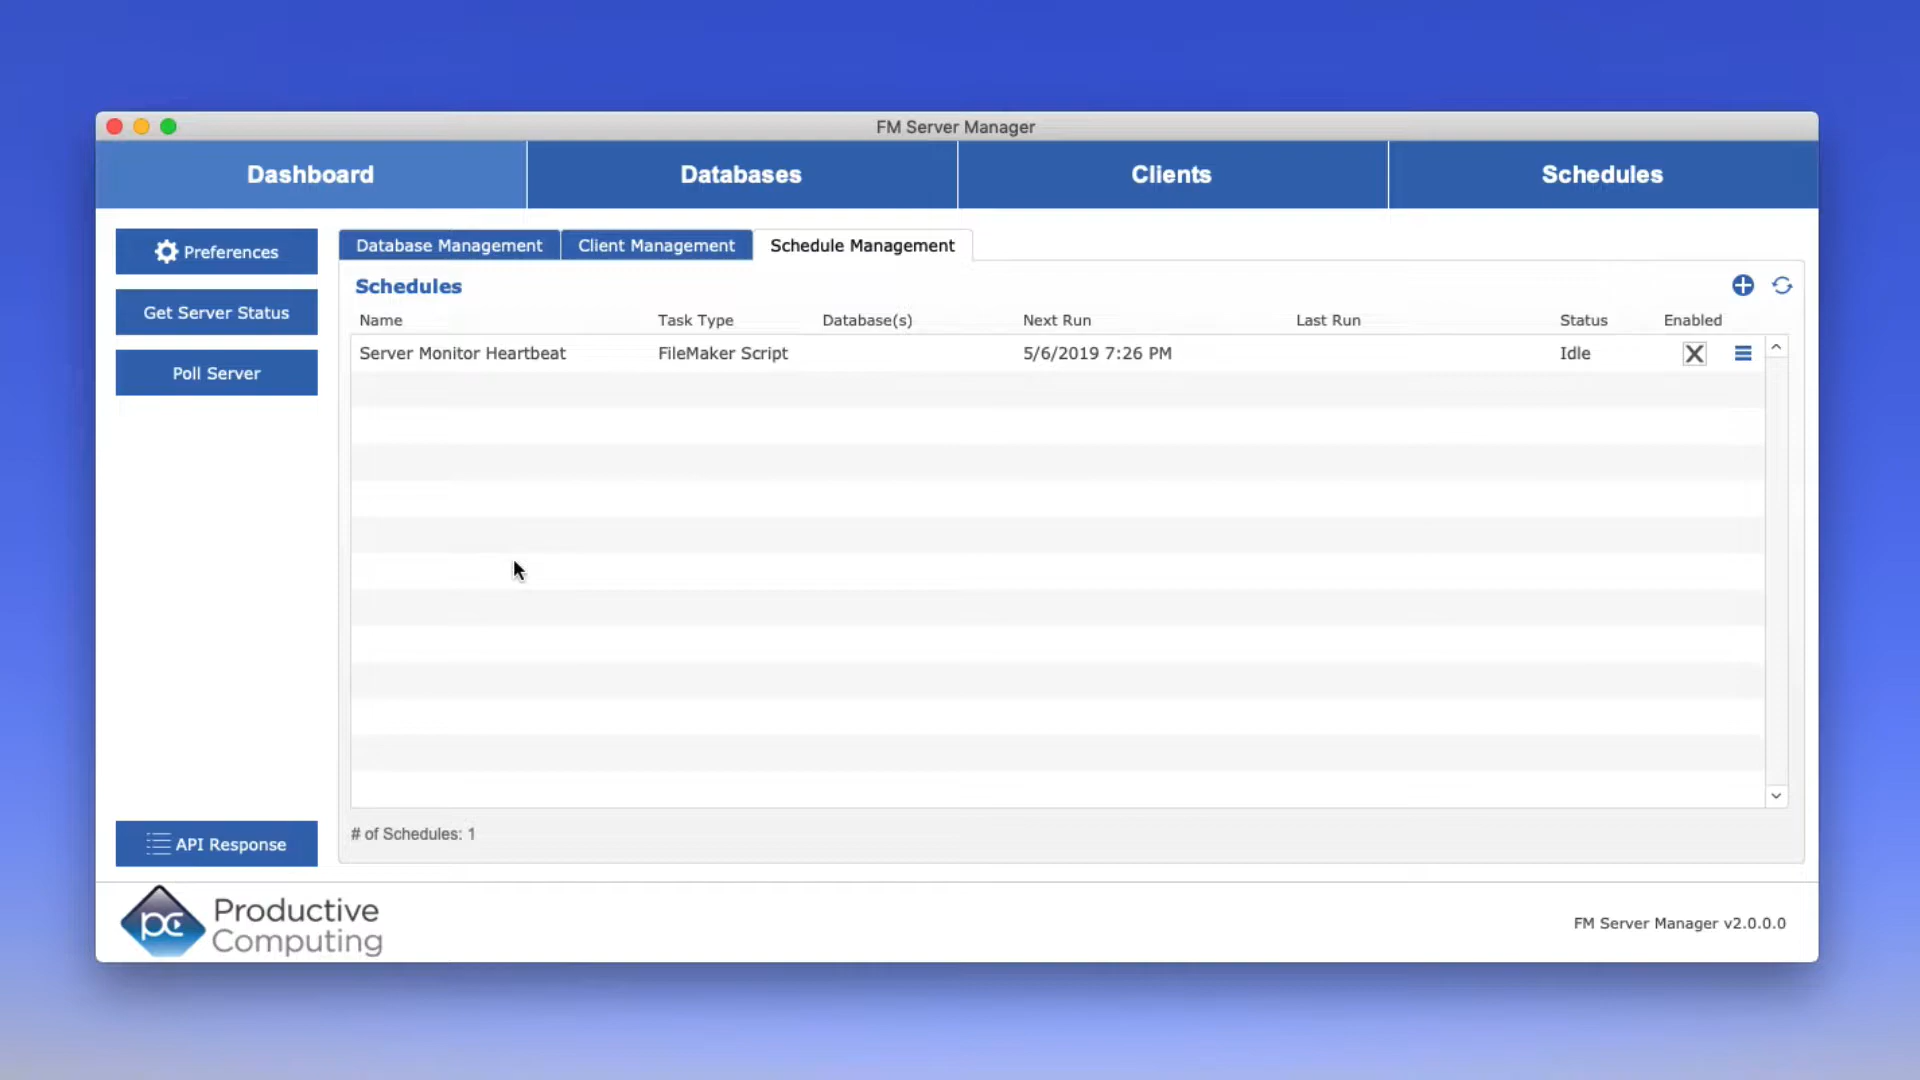 FM Server Manager
Dashboard Databases Clients Schedules
Preferences
Get Server Status
Poll Server
API Response
Database Management Client Management Schedule Management
Schedules
Name Task Type Database(s) Next Run Last Run Status Enabled
Server Monitor Heartbeat FileMaker Script 5/6/2019 7:26 PM Idle X
# of Schedules: 1
pc Productive
Computing
FM Server Manager v2.0.0.0